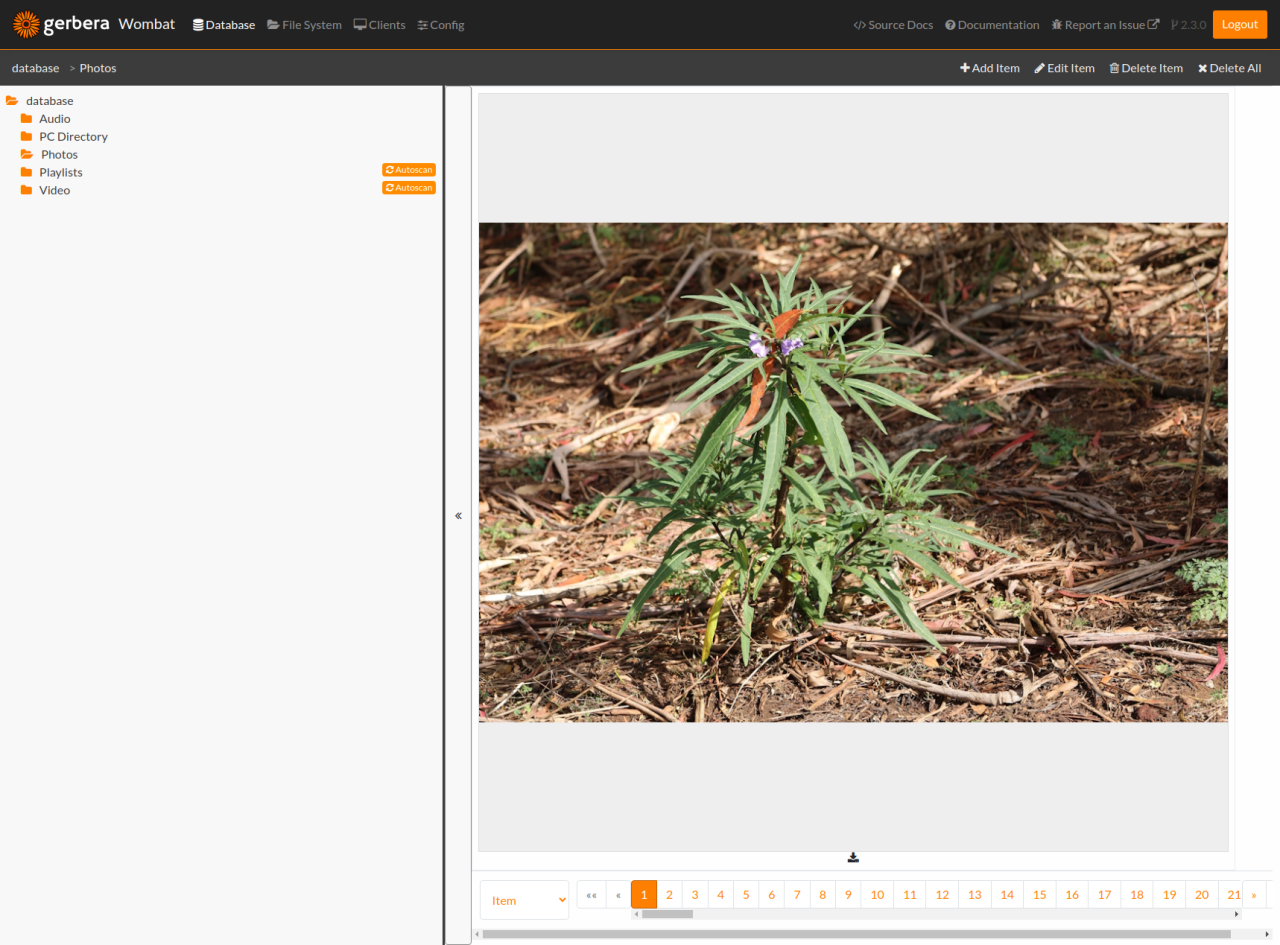 gerbera Wombat Database File System Clients Config Source Docs Documentation Report an Issue 2.3.0 Logout
database > Photos Add Item Edit Item Delete Item Delete All
database
Audio
PC Directory
Photos
Playlists Autoscan
Video Autoscan
«
Item «« « 1 2 3 4 5 6 7 8 9 10 11 12 13 14 15 16 17 18 19 20 21 »